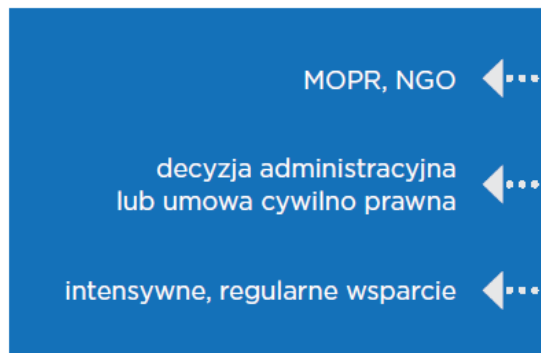 MOPR, NGO
decyzja administracyjna
lub umowa cywilno prawna
intensywne, regularne wsparcie